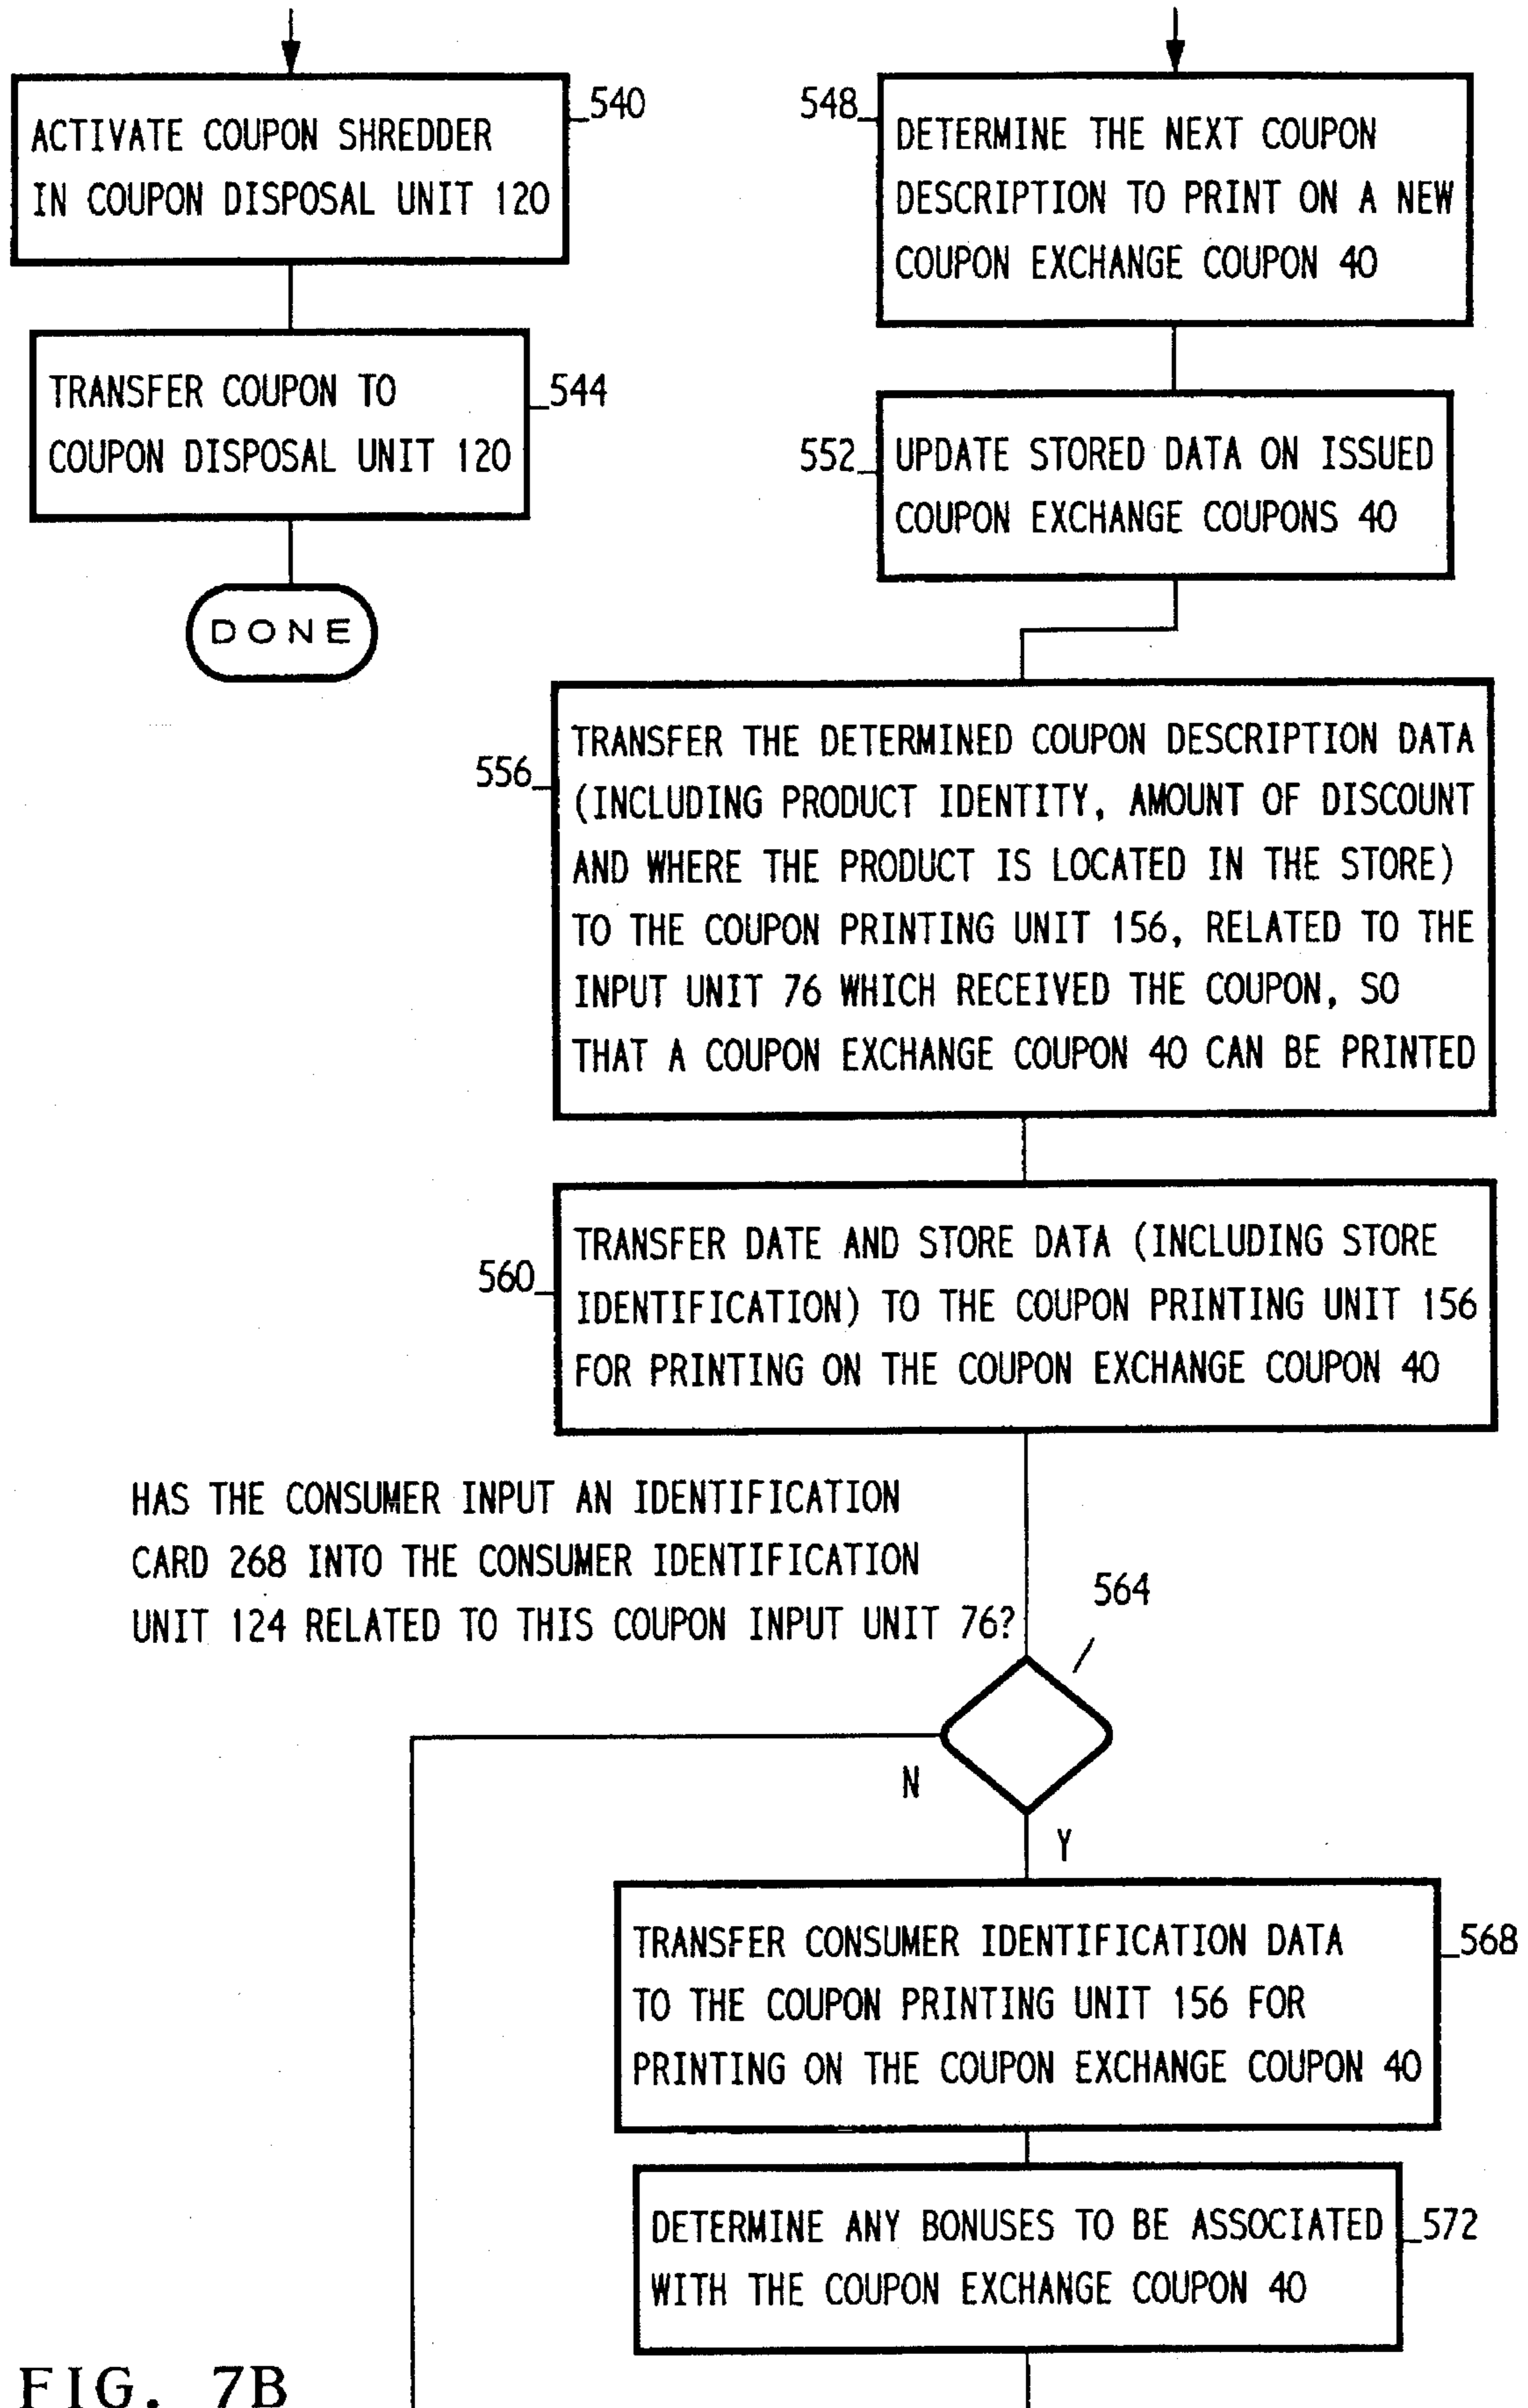 ACTIVATE COUPON SHREDDER
IN COUPON DISPOSAL UNIT 120
540
TRANSFER COUPON TO
COUPON DISPOSAL UNIT 120
544
DONE
548
DETERMINE THE NEXT COUPON
DESCRIPTION TO PRINT ON A NEW
COUPON EXCHANGE COUPON 40
552
UPDATE STORED DATA ON ISSUED
COUPON EXCHANGE COUPONS 40
556
TRANSFER THE DETERMINED COUPON DESCRIPTION DATA
(INCLUDING PRODUCT IDENTITY, AMOUNT OF DISCOUNT
AND WHERE THE PRODUCT IS LOCATED IN THE STORE)
TO THE COUPON PRINTING UNIT 156, RELATED TO THE
INPUT UNIT 76 WHICH RECEIVED THE COUPON, SO
THAT A COUPON EXCHANGE COUPON 40 CAN BE PRINTED
560
TRANSFER DATE AND STORE DATA (INCLUDING STORE
IDENTIFICATION) TO THE COUPON PRINTING UNIT 156
FOR PRINTING ON THE COUPON EXCHANGE COUPON 40
HAS THE CONSUMER INPUT AN IDENTIFICATION
CARD 268 INTO THE CONSUMER IDENTIFICATION
UNIT 124 RELATED TO THIS COUPON INPUT UNIT 76?
564
N
Y
TRANSFER CONSUMER IDENTIFICATION DATA
TO THE COUPON PRINTING UNIT 156 FOR
PRINTING ON THE COUPON EXCHANGE COUPON 40
568
DETERMINE ANY BONUSES TO BE ASSOCIATED
WITH THE COUPON EXCHANGE COUPON 40
572
FIG. 7B